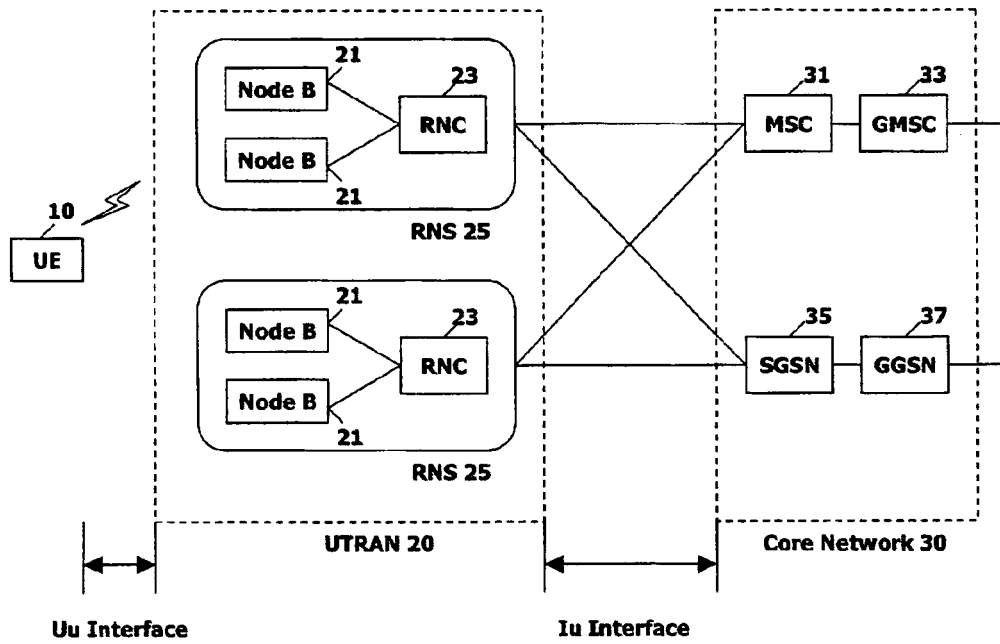 21
23
Node B
RNC
Node B
21
RNS 25
10
UE
21
23
Node B
RNC
Node B
21
RNS 25
31
33
MSC
GMSC
35
37
SGSN
GGSN
UTRAN 20
Core Network 30
Uu Interface
Iu Interface